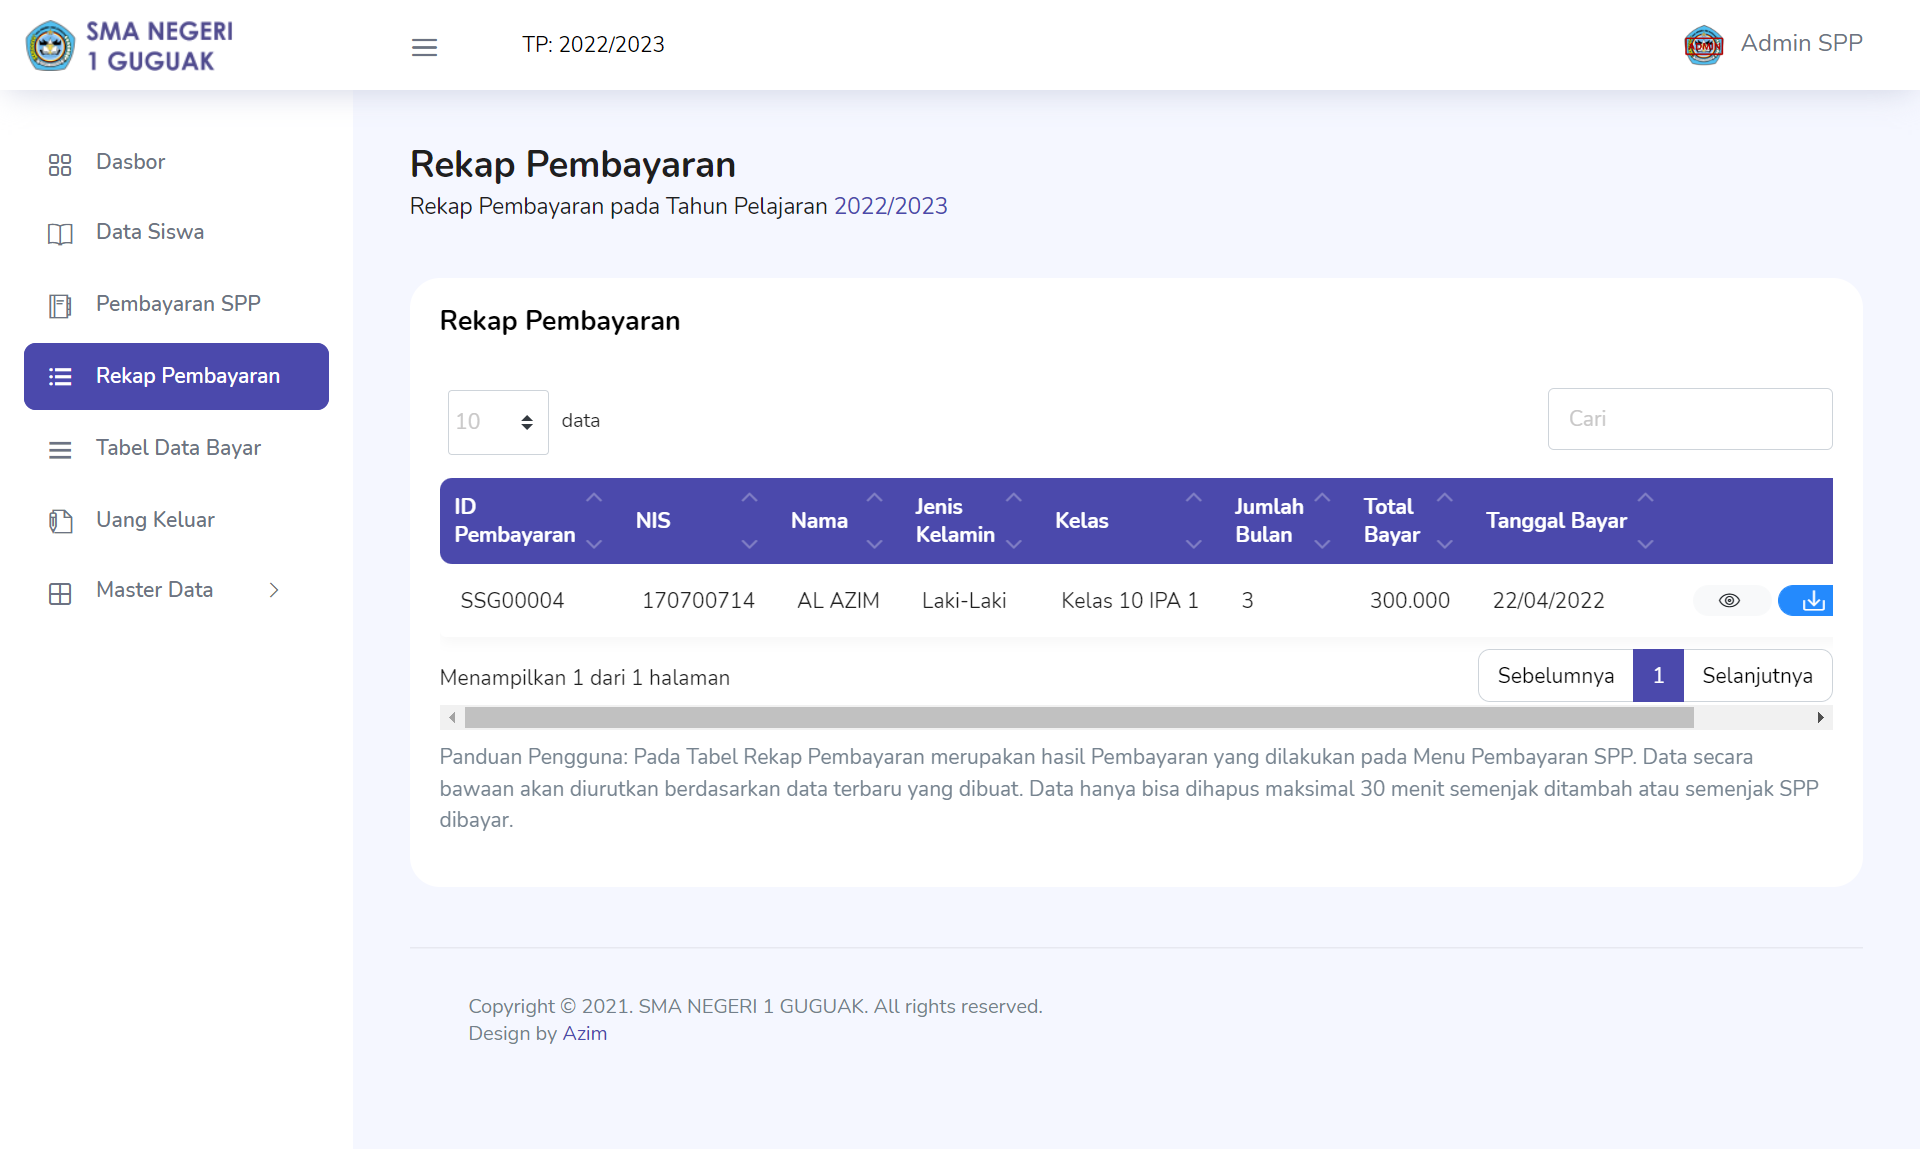 SMA NEGERI
1 GUGUAK
TP: 2022/2023
ADMIN
Admin SPP
Dasbor
Data Siswa
Pembayaran SPP
Rekap Pembayaran
Tabel Data Bayar
Uang Keluar
Master Data
Rekap Pembayaran
Rekap Pembayaran pada Tahun Pelajaran 2022/2023
Rekap Pembayaran
10 data
Cari
ID Pembayaran NIS Nama Jenis Kelamin Kelas Jumlah Bulan Total Bayar Tanggal Bayar
SSG00004 170700714 AL AZIM Laki-Laki Kelas 10 IPA 1 3 300.000 22/04/2022
Menampilkan 1 dari 1 halaman
Sebelumnya 1 Selanjutnya
Panduan Pengguna: Pada Tabel Rekap Pembayaran merupakan hasil Pembayaran yang dilakukan pada Menu Pembayaran SPP. Data secara
bawaan akan diurutkan berdasarkan data terbaru yang dibuat. Data hanya bisa dihapus maksimal 30 menit semenjak ditambah atau semenjak SPP
dibayar.
Copyright © 2021. SMA NEGERI 1 GUGUAK. All rights reserved.
Design by Azim